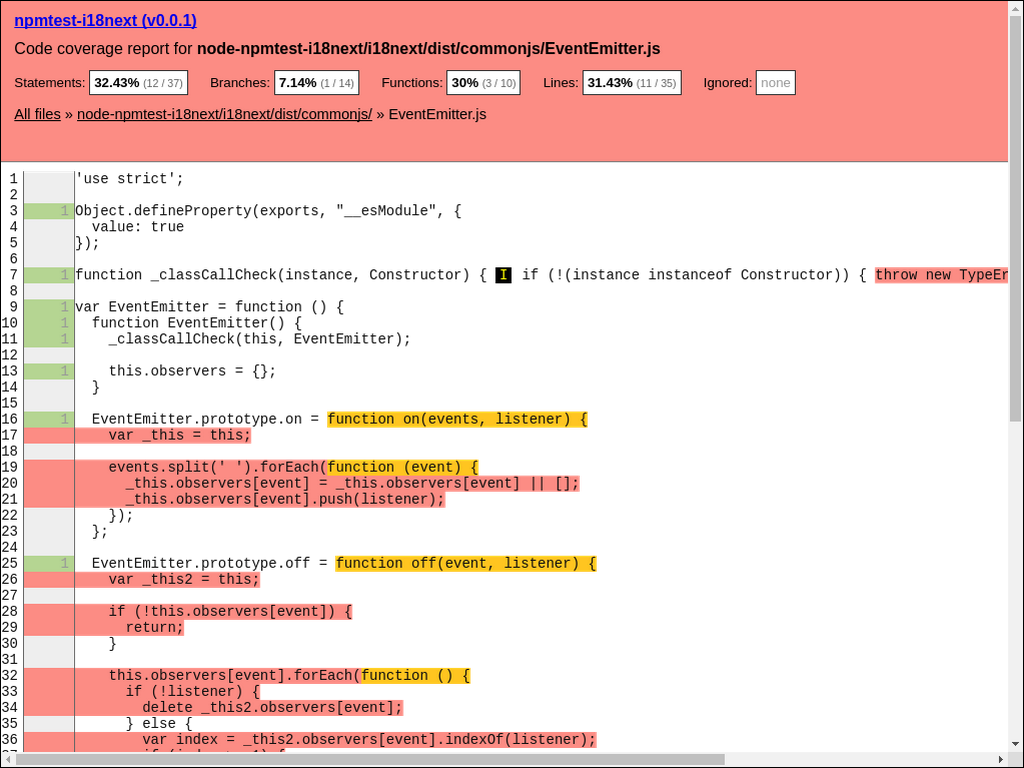 npmtest-i18next (v0.0.1)
Code coverage report for node-npmtest-i18next/i18next/dist/commonjs/EventEmitter.js
Statements: 32.43% (12 / 37) Branches: 7.14% (1 / 14) Functions: 30% (3 / 10) Lines: 31.43% (11 / 35) Ignored: none
All files » node-npmtest-i18next/i18next/dist/commonjs/ » EventEmitter.js
1 'use strict';
2
3 1 Object.defineProperty(exports, "__esModule", {
4 value: true
5 });
6
7 1 function _classCallCheck(instance, Constructor) { I if (!(instance instanceof Constructor)) { throw new TypeEr
8
9 1 var EventEmitter = function () {
10 1 function EventEmitter() {
11 1 _classCallCheck(this, EventEmitter);
12
13 1 this.observers = {};
14 }
15
16 1 EventEmitter.prototype.on = function on(events, listener) {
17 var _this = this;
18
19 events.split(' ').forEach(function (event) {
20 _this.observers[event] = _this.observers[event] || [];
21 _this.observers[event].push(listener);
22 });
23 };
24
25 1 EventEmitter.prototype.off = function off(event, listener) {
26 var _this2 = this;
27
28 if (!this.observers[event]) {
29 return;
30 }
31
32 this.observers[event].forEach(function () {
33 if (!listener) {
34 delete _this2.observers[event];
35 } else {
36 var index = _this2.observers[event].indexOf(listener);